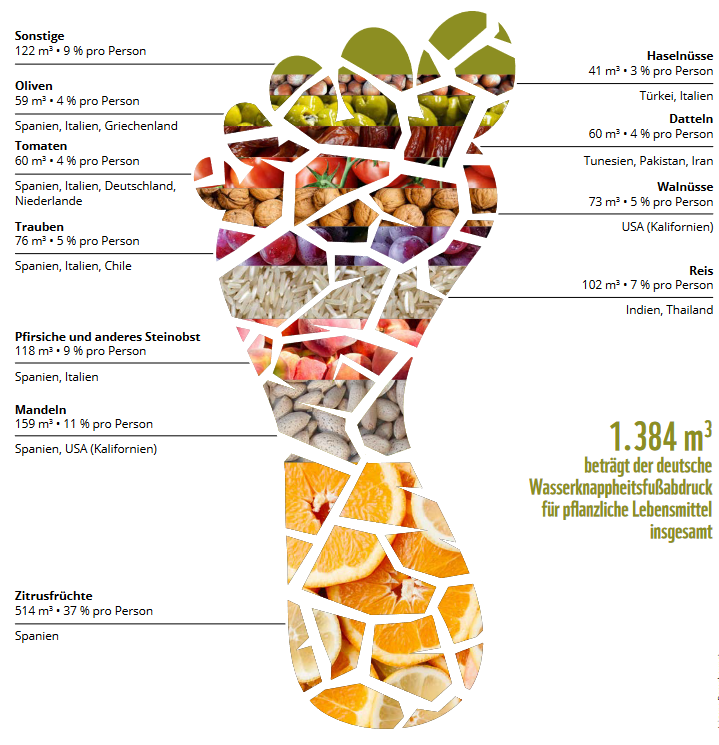 Sonstige
122 m³ • 9 % pro Person
Oliven
59 m³ • 4 % pro Person
Spanien, Italien, Griechenland
Tomaten
60 m³ • 4 % pro Person
Spanien, Italien, Deutschland,
Niederlande
Trauben
76 m³ • 5 % pro Person
Spanien, Italien, Chile
Pfirsiche und anderes Steinobst
118 m³ • 9 % pro Person
Spanien, Italien
Mandeln
159 m³ • 11 % pro Person
Spanien, USA (Kalifornien)
Zitrusfrüchte
514 m³ • 37 % pro Person
Spanien
Haselnüsse
41 m³ • 3 % pro Person
Türkei, Italien
Datteln
60 m³ • 4 % pro Person
Tunesien, Pakistan, Iran
Walnüsse
73 m³ • 5 % pro Person
USA (Kalifornien)
Reis
102 m³ • 7 % pro Person
Indien, Thailand
1.384 m³
beträgt der deutsche
Wasserknappheitsfußabdruck
für pflanzliche Lebensmittel
insgesamt